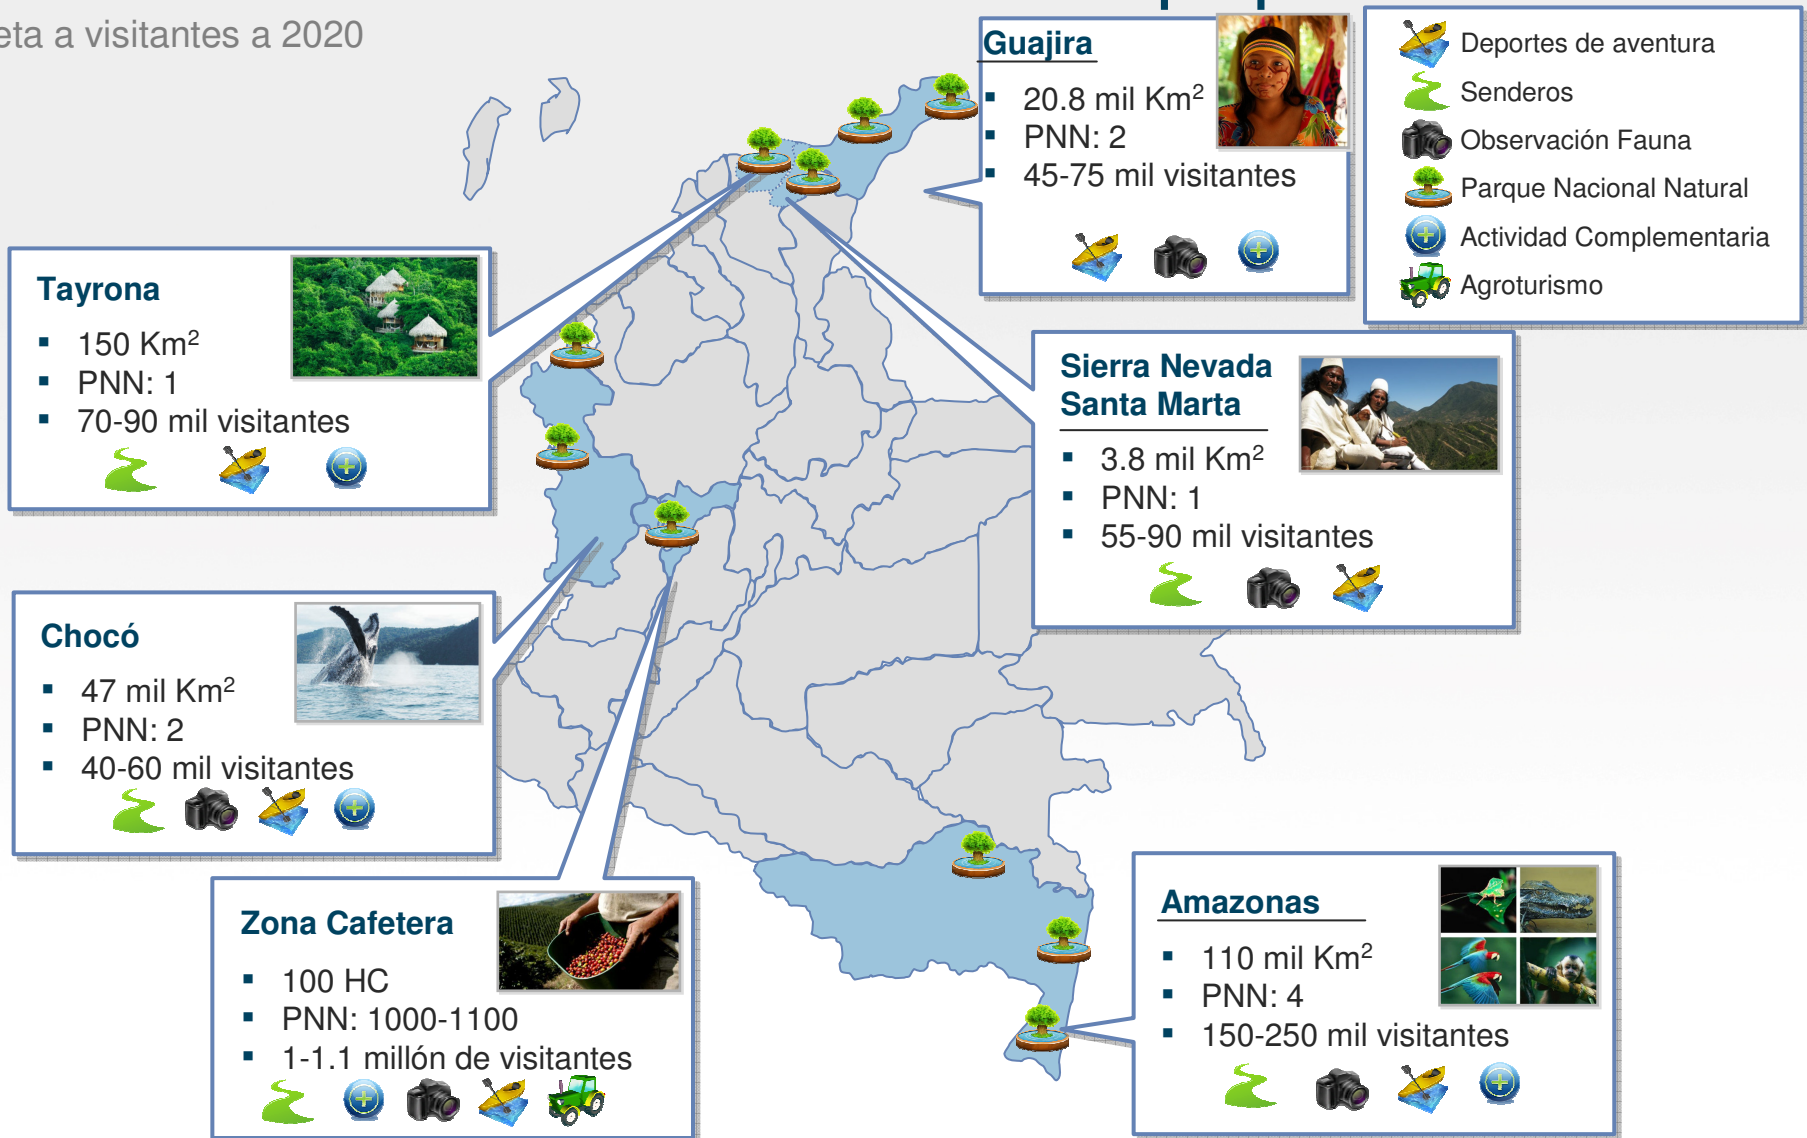 eta a visitantes a 2020
Guajira
▪ 20.8 mil Km²
▪ PNN: 2
▪ 45-75 mil visitantes
Deportes de aventura
Senderos
Observación Fauna
Parque Nacional Natural
Actividad Complementaria
Agroturismo
Tayrona
▪ 150 Km²
▪ PNN: 1
▪ 70-90 mil visitantes
Sierra Nevada
Santa Marta
▪ 3.8 mil Km²
▪ PNN: 1
▪ 55-90 mil visitantes
Chocó
▪ 47 mil Km²
▪ PNN: 2
▪ 40-60 mil visitantes
Zona Cafetera
▪ 100 HC
▪ PNN: 1000-1100
▪ 1-1.1 millón de visitantes
Amazonas
▪ 110 mil Km²
▪ PNN: 4
▪ 150-250 mil visitantes